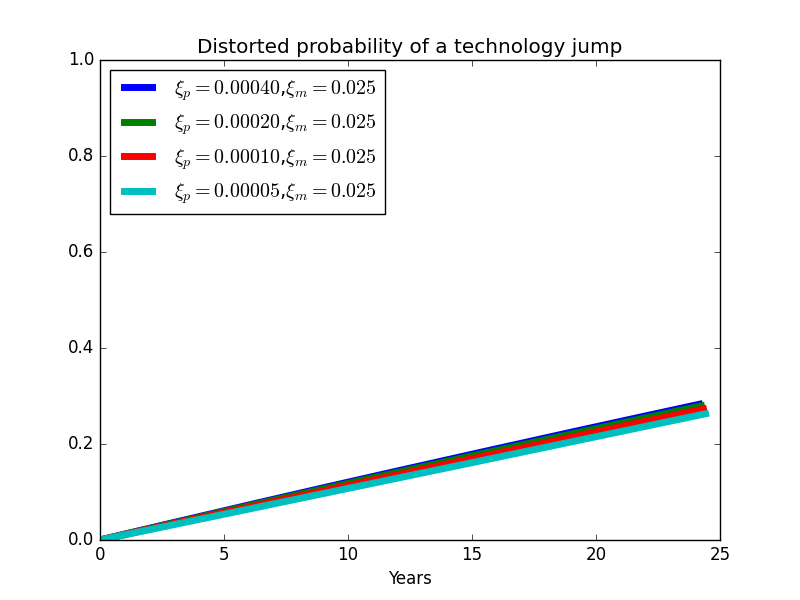 Distorted probability of a technology jump
1.0
0.8
0.6
0.4
0.2
0.0
ξₚ = 0.00040,ξₘ = 0.025
ξₚ = 0.00020,ξₘ = 0.025
ξₚ = 0.00010,ξₘ = 0.025
ξₚ = 0.00005,ξₘ = 0.025
0 5 10 15 20 25
Years